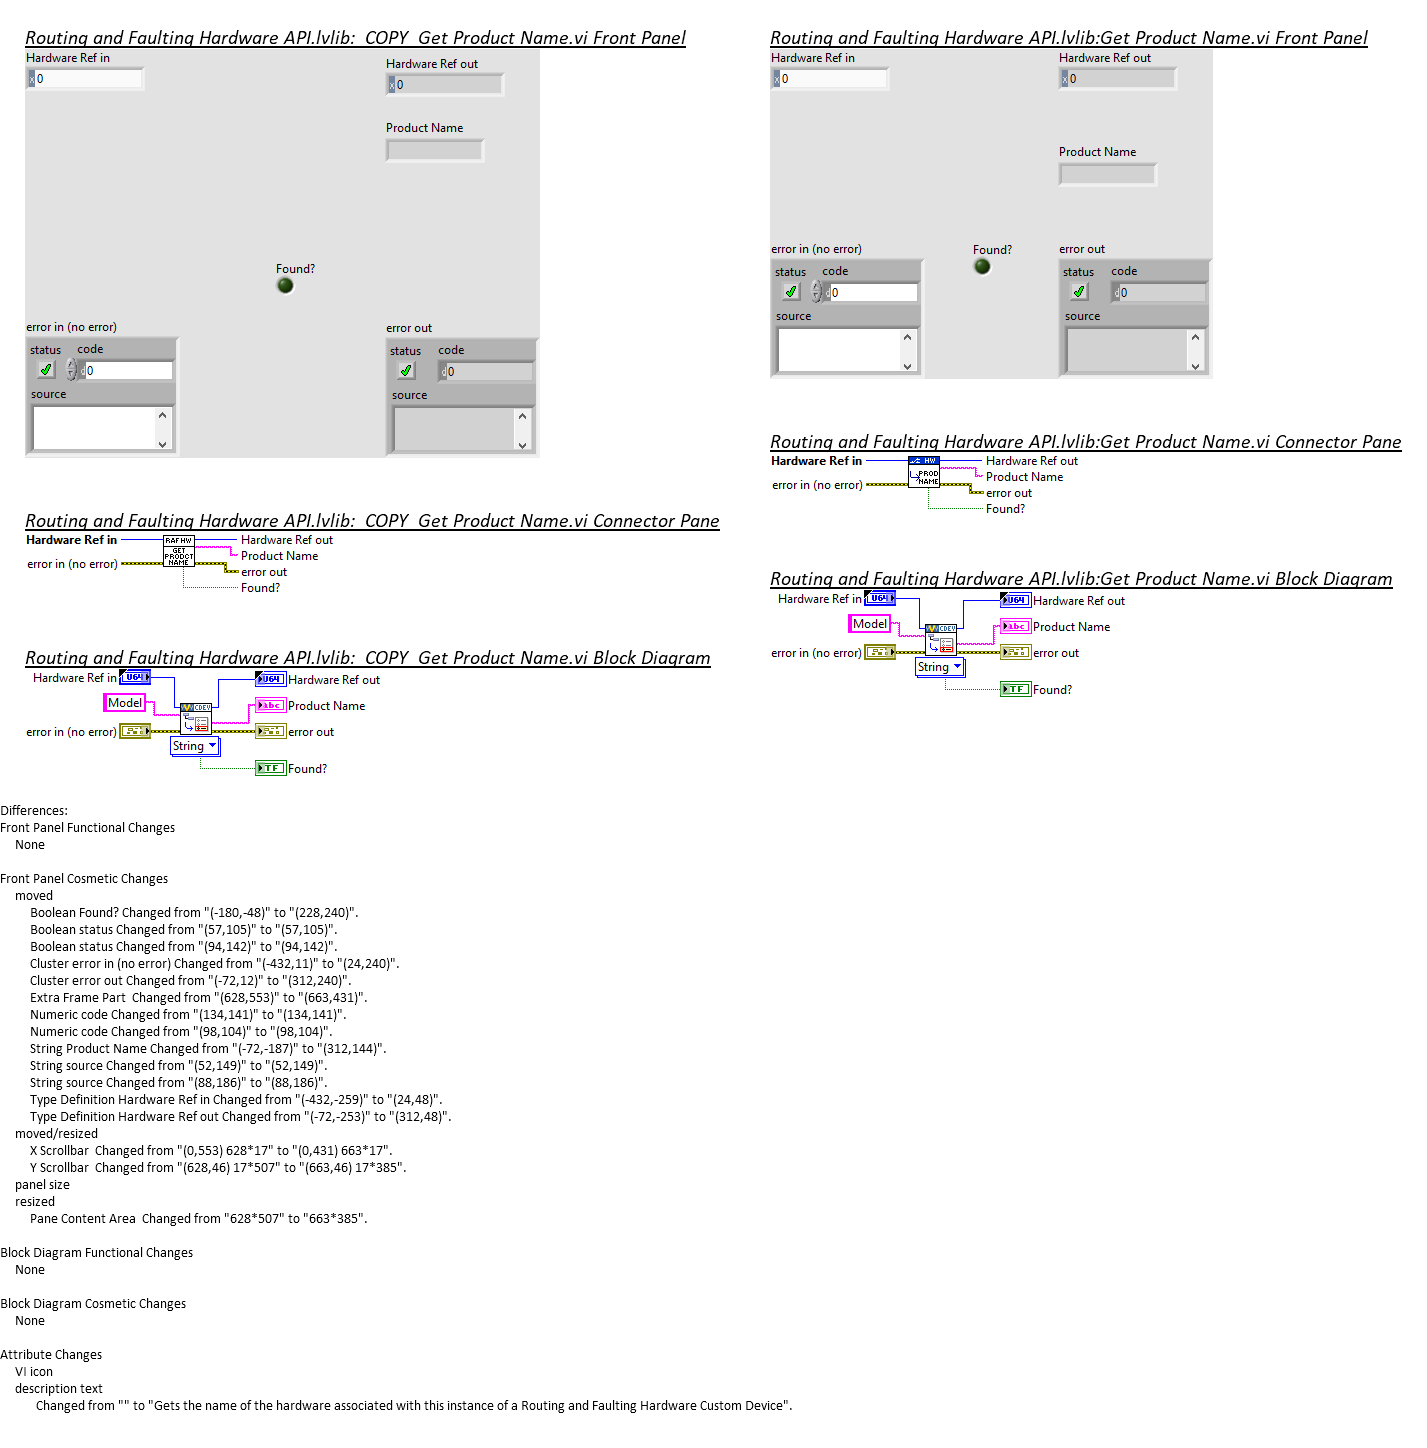 Routing and Faulting Hardware API.lvlib:  COPY  Get Product Name.vi Front Panel
Hardware Ref in
x 0
Hardware Ref out
x 0
Product Name
Found?
error in (no error)
status code
d 0
source
error out
status code
d 0
source
Routing and Faulting Hardware API.lvlib:  COPY  Get Product Name.vi Connector Pane
Hardware Ref in
RAF HW
GET
PRODCT
NAME
Hardware Ref out
Product Name
error in (no error)
error out
Found?
Routing and Faulting Hardware API.lvlib:  COPY  Get Product Name.vi Block Diagram
Hardware Ref in
U64
U64
Hardware Ref out
Model
CDEV
abc
Product Name
error in (no error)
error out
String
TF
Found?
Routing and Faulting Hardware API.lvlib:Get Product Name.vi Front Panel
Hardware Ref in
x 0
Hardware Ref out
x 0
Product Name
error in (no error)
status code
d 0
source
Found?
error out
status code
d 0
source
Routing and Faulting Hardware API.lvlib:Get Product Name.vi Connector Pane
Hardware Ref in
HW
PROD
NAME
Hardware Ref out
Product Name
error in (no error)
error out
Found?
Routing and Faulting Hardware API.lvlib:Get Product Name.vi Block Diagram
Hardware Ref in
U64
U64
Hardware Ref out
Model
CDEV
abc
Product Name
error in (no error)
error out
String
TF
Found?
Differences:
Front Panel Functional Changes
None
Front Panel Cosmetic Changes
moved
Boolean Found? Changed from "(-180,-48)" to "(228,240)".
Boolean status Changed from "(57,105)" to "(57,105)".
Boolean status Changed from "(94,142)" to "(94,142)".
Cluster error in (no error) Changed from "(-432,11)" to "(24,240)".
Cluster error out Changed from "(-72,12)" to "(312,240)".
Extra Frame Part  Changed from "(628,553)" to "(663,431)".
Numeric code Changed from "(134,141)" to "(134,141)".
Numeric code Changed from "(98,104)" to "(98,104)".
String Product Name Changed from "(-72,-187)" to "(312,144)".
String source Changed from "(52,149)" to "(52,149)".
String source Changed from "(88,186)" to "(88,186)".
Type Definition Hardware Ref in Changed from "(-432,-259)" to "(24,48)".
Type Definition Hardware Ref out Changed from "(-72,-253)" to "(312,48)".
moved/resized
X Scrollbar  Changed from "(0,553) 628*17" to "(0,431) 663*17".
Y Scrollbar  Changed from "(628,46) 17*507" to "(663,46) 17*385".
panel size
resized
Pane Content Area  Changed from "628*507" to "663*385".
Block Diagram Functional Changes
None
Block Diagram Cosmetic Changes
None
Attribute Changes
VI icon
description text
Changed from "" to "Gets the name of the hardware associated with this instance of a Routing and Faulting Hardware Custom Device".